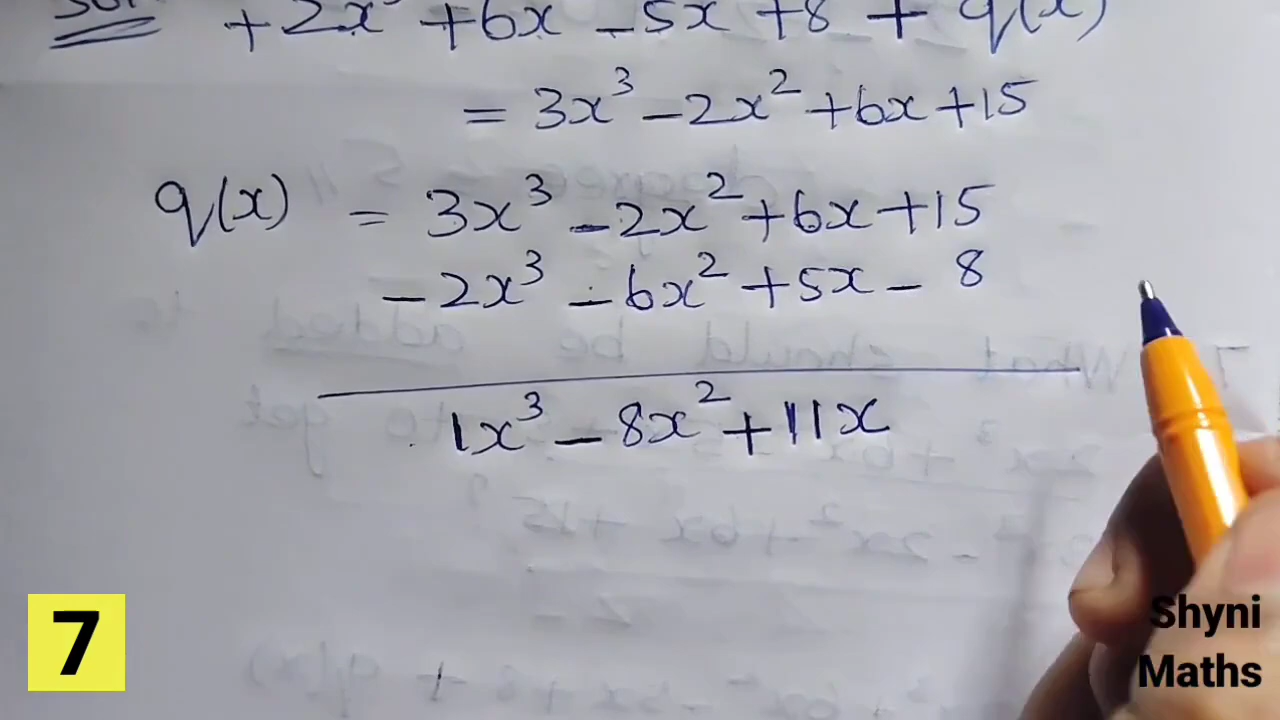 +2x³ +6x² -5x +8 + q(x)
= 3x³ -2x² +6x +15
q(x) = 3x³ -2x² +6x +15
-2x³ -6x² +5x - 8
1x³ -8x² +11x
7
Shyni
Maths